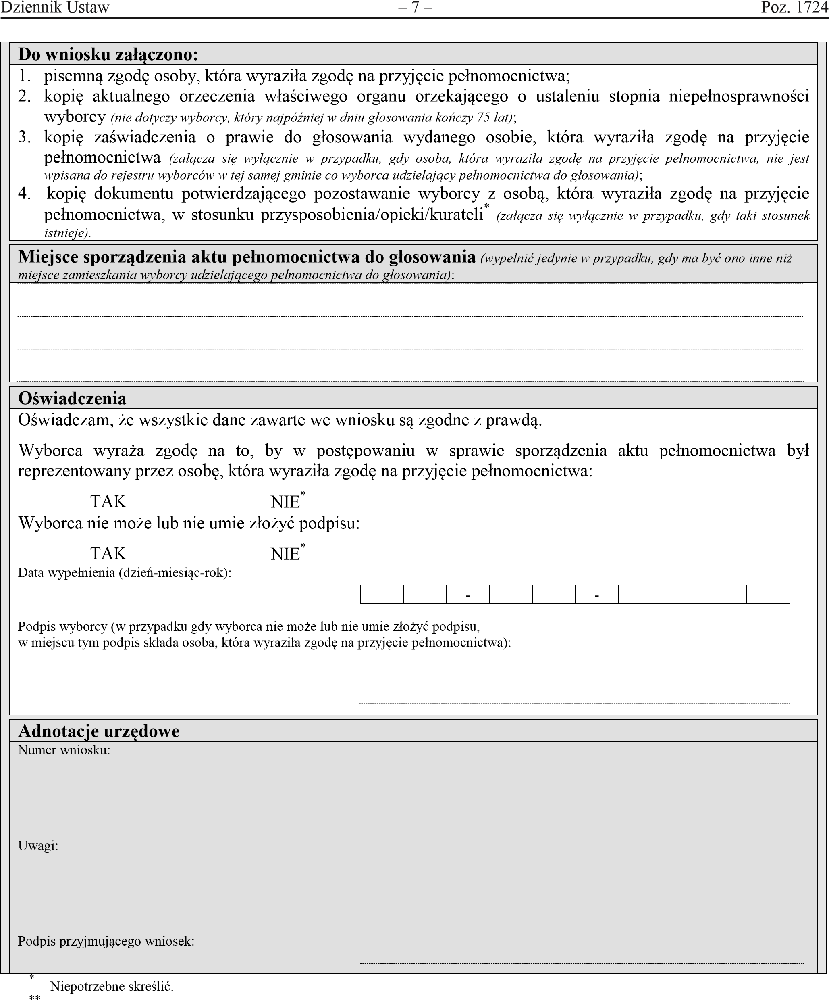 Dziennik Ustaw – 7 – Poz. 1724
Do wniosku załączono:
1. pisemną zgodę osoby, która wyraziła zgodę na przyjęcie pełnomocnictwa;
2. kopię aktualnego orzeczenia właściwego organu orzekającego o ustaleniu stopnia niepełnosprawności
wyborcy (nie dotyczy wyborcy, który najpóźniej w dniu głosowania kończy 75 lat);
3. kopię zaświadczenia o prawie do głosowania wydanego osobie, która wyraziła zgodę na przyjęcie
pełnomocnictwa (załącza się wyłącznie w przypadku, gdy osoba, która wyraziła zgodę na przyjęcie pełnomocnictwa, nie jest
wpisana do rejestru wyborców w tej samej gminie co wyborca udzielający pełnomocnictwa do głosowania);
4. kopię dokumentu potwierdzającego pozostawanie wyborcy z osobą, która wyraziła zgodę na przyjęcie
pełnomocnictwa, w stosunku przysposobienia/opieki/kurateli* (załącza się wyłącznie w przypadku, gdy taki stosunek
istnieje).
Miejsce sporządzenia aktu pełnomocnictwa do głosowania (wypełnić jedynie w przypadku, gdy ma być ono inne niż
miejsce zamieszkania wyborcy udzielającego pełnomocnictwa do głosowania):
Oświadczenia
Oświadczam, że wszystkie dane zawarte we wniosku są zgodne z prawdą.
Wyborca wyraża zgodę na to, by w postępowaniu w sprawie sporządzenia aktu pełnomocnictwa był
reprezentowany przez osobę, która wyraziła zgodę na przyjęcie pełnomocnictwa:
TAK NIE*
Wyborca nie może lub nie umie złożyć podpisu:
TAK NIE*
Data wypełnienia (dzień-miesiąc-rok):
- -
Podpis wyborcy (w przypadku gdy wyborca nie może lub nie umie złożyć podpisu,
w miejscu tym podpis składa osoba, która wyraziła zgodę na przyjęcie pełnomocnictwa):
Adnotacje urzędowe
Numer wniosku:
Uwagi:
Podpis przyjmującego wniosek:
* Niepotrzebne skreślić.
**